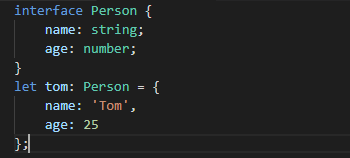 interface Person {
    name: string;
    age: number;
}
let tom: Person = {
    name: 'Tom',
    age: 25
};